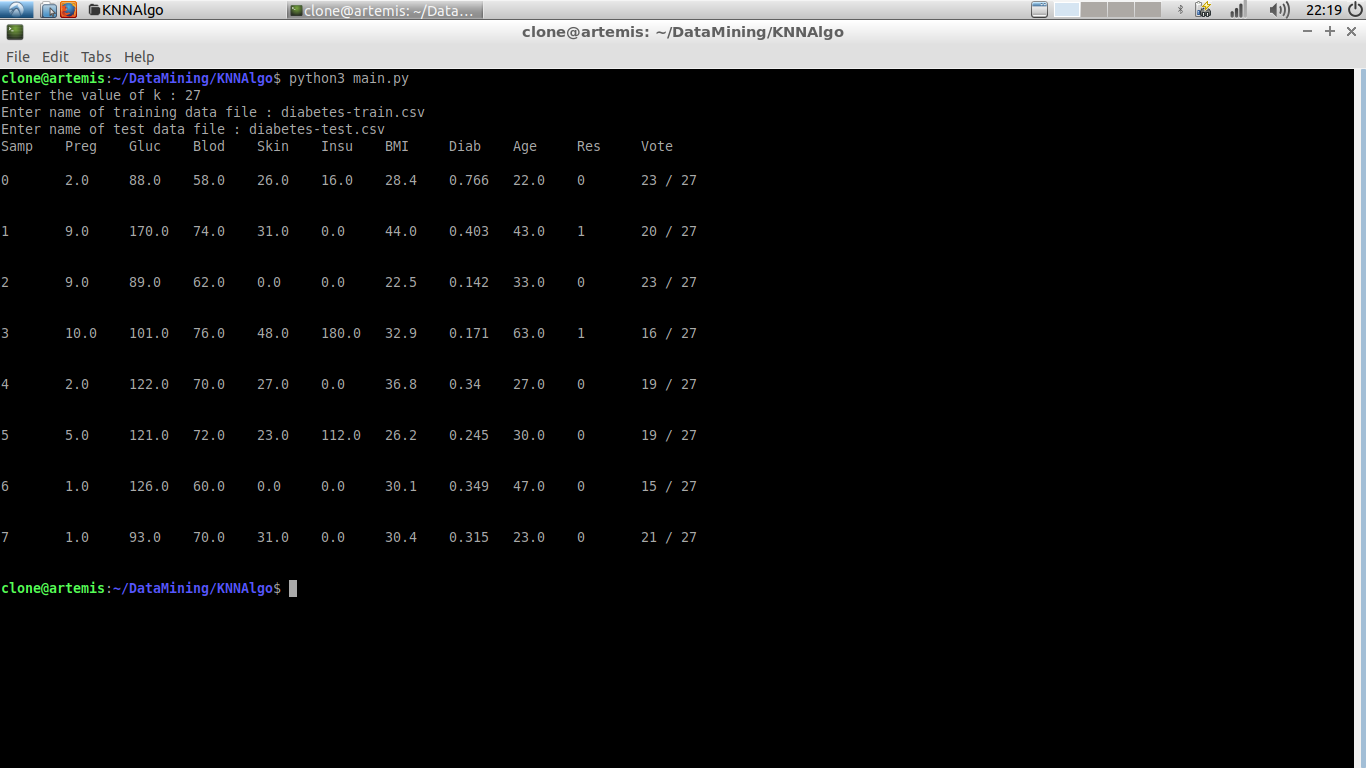 KNNAlgo
clone@artemis: ~/Data...
22:19
clone@artemis: ~/DataMining/KNNAlgo
File Edit Tabs Help
clone@artemis:~/DataMining/KNNAlgo$ python3 main.py
Enter the value of k : 27
Enter name of training data file : diabetes-train.csv
Enter name of test data file : diabetes-test.csv
Samp Preg Gluc Blod Skin Insu BMI Diab Age Res Vote
0 2.0 88.0 58.0 26.0 16.0 28.4 0.766 22.0 0 23 / 27
1 9.0 170.0 74.0 31.0 0.0 44.0 0.403 43.0 1 20 / 27
2 9.0 89.0 62.0 0.0 0.0 22.5 0.142 33.0 0 23 / 27
3 10.0 101.0 76.0 48.0 180.0 32.9 0.171 63.0 1 16 / 27
4 2.0 122.0 70.0 27.0 0.0 36.8 0.34 27.0 0 19 / 27
5 5.0 121.0 72.0 23.0 112.0 26.2 0.245 30.0 0 19 / 27
6 1.0 126.0 60.0 0.0 0.0 30.1 0.349 47.0 0 15 / 27
7 1.0 93.0 70.0 31.0 0.0 30.4 0.315 23.0 0 21 / 27
clone@artemis:~/DataMining/KNNAlgo$